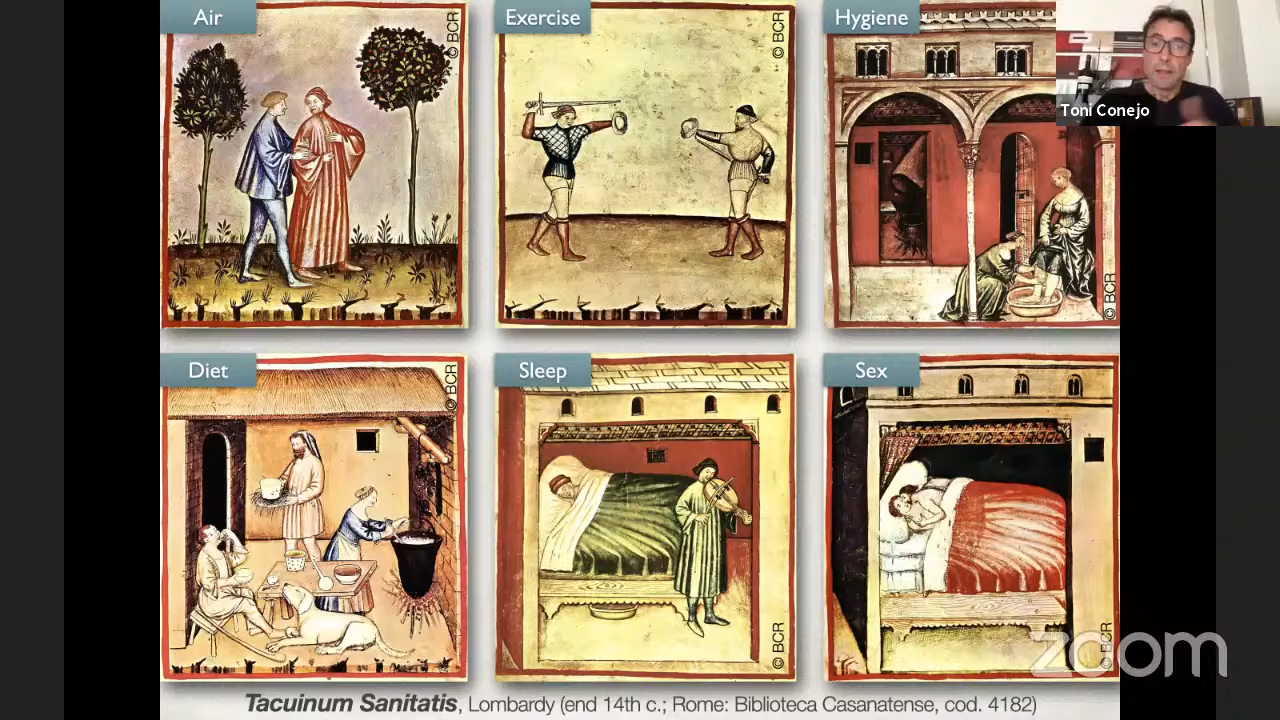 Air
© BCR
Exercise
© BCR
Hygiene
© BCR
Toni Conejo
Diet
© BCR
Sleep
© BCR
Sex
© BCR
zoom
Tacuinum Sanitatis, Lombardy (end 14th c.; Rome: Biblioteca Casanatense, cod. 4182)